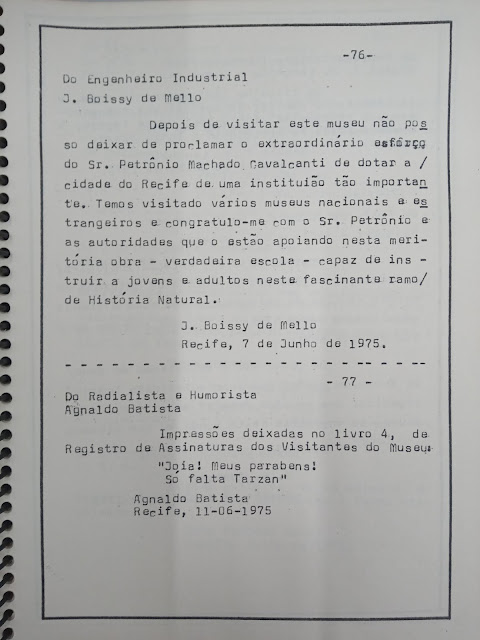 -76-
Do Engenheiro Industrial
J. Boissy de Mello
Depois de visitar este museu não pos
so deixar de proclamar o extraordinário esforço
do Sr. Petrônio Machado Cavalcanti de dotar a /
cidade do Recife de uma instituião tão importan
te. Temos visitado vários museus nacionais e es
trangeiros e congratulo-me com o Sr. Petrônio e
as autoridades que o estão apoiando nesta meri-
tória obra - verdadeira escola - capaz de ins -
truir a jovens e adultos neste fascinante ramo/
de História Natural.
J. Boissy de Mello
Recife, 7 de Junho de 1975.
- 77 -
Do Radialista e Humorista
Agnaldo Batista
Impressões deixadas no livro 4, de
Registro de Assinaturas dos Visitantes do Museu:
"Joia! Meus parabens!
Só falta Tarzan"
Agnaldo Batista
Recife, 11-06-1975